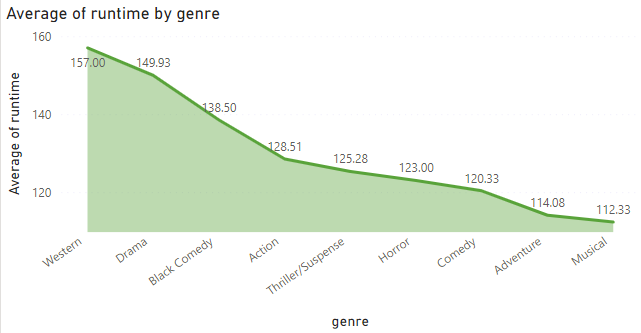 Average of runtime by genre
160
140
120
Average of runtime
157.00
149.93
138.50
128.51
125.28
123.00
120.33
114.08
112.33
Western
Drama
Black Comedy
Action
Thriller/Suspense
Horror
Comedy
Adventure
Musical
genre